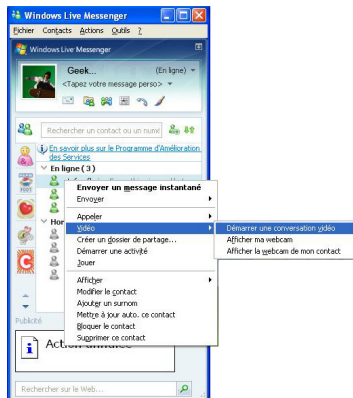 Windows Live Messenger
Fichier Contacts Actions Outils ?
Windows Live Messenger
Geek... (En ligne)
<Tapez votre message perso>
Rechercher un contact ou un numé
En savoir plus sur le Programme d'Amélioration
des Services
En ligne ( 3 )
Hor
Envoyer un message instantané
Envoyer
Appeler
Vidéo
Créer un dossier de partage...
Démarrer une activité
Jouer
Afficher
Modifier le contact
Ajouter un surnom
Mettre à jour auto. ce contact
Bloquer le contact
Supprimer ce contact
Démarrer une conversation vidéo
Afficher ma webcam
Afficher la webcam de mon contact
Publicité
Action annulée
Rechercher sur le Web...